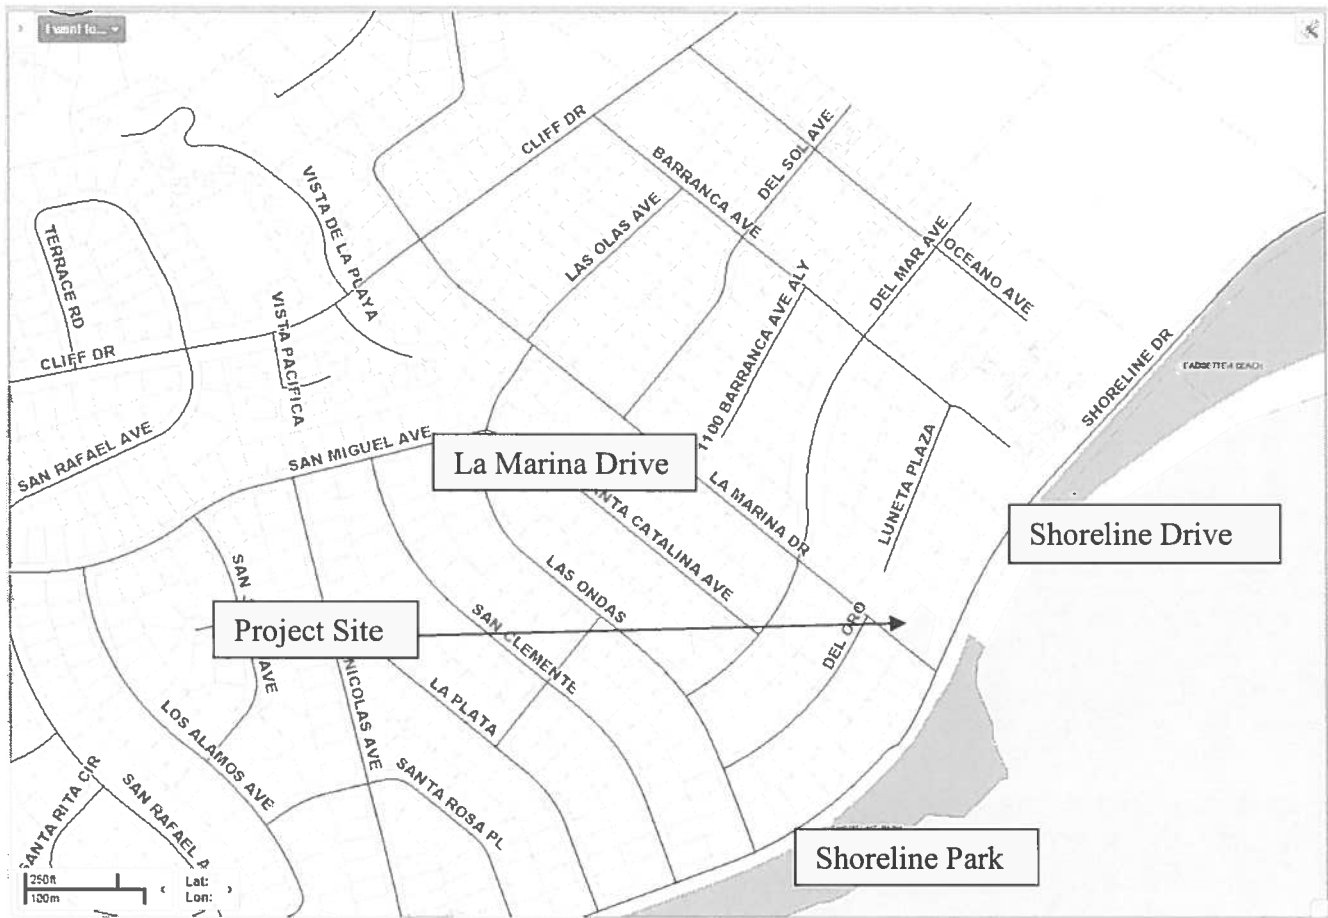 I want to...
CLIFF DR
DEL SOL AVE
BARRANCA AVE
VISTA DE LA PLAYA
LAS OLAS AVE
DEL MAR AVE
OCEANO AVE
TERRACE RD
VISTA PACIFICA
1100 BARRANCA AVE ALY
SHORELINE DR
CLIFF DR
SAN RAFAEL AVE
SAN MIGUEL AVE
La Marina Drive
LUNETA PLAZA
LA MARINA DR
SANTA CATALINA AVE
Shoreline Drive
SAN
AVE
LAS ONDAS
SAN CLEMENTE
DEL ORO
Project Site
NICOLAS AVE
LA PLATA
LOS ALAMOS AVE
SANTA ROSA PL
SANTA RITA CIR
SAN RAFAEL A
Shoreline Park
250ft
100m
Lat:
Lon: